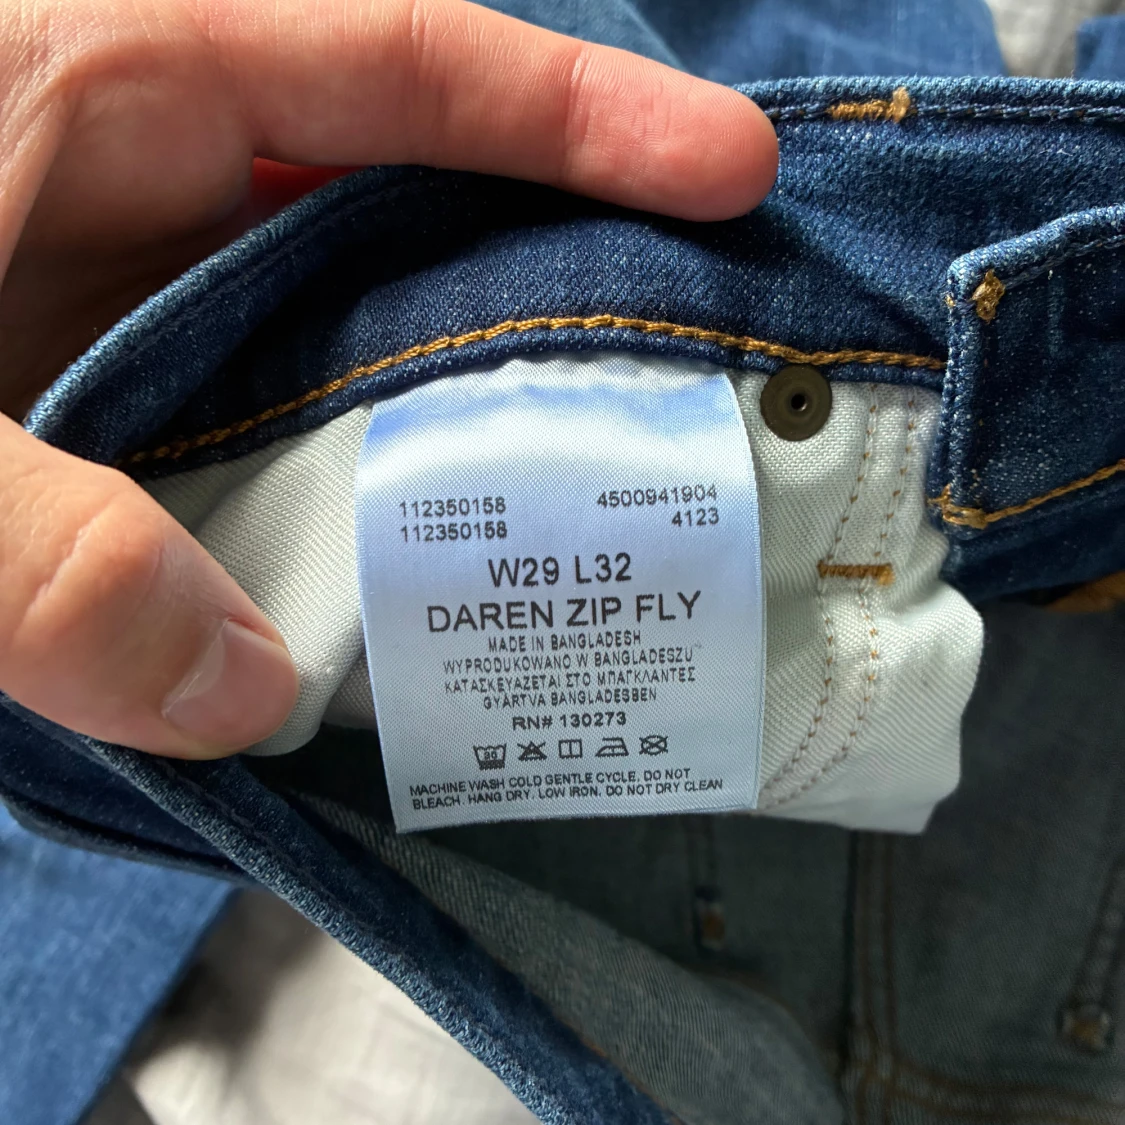 112350158 4500941904
112350158 4123
W29 L32
DAREN ZIP FLY
MADE IN BANGLADESH
WYPRODUKOWANO W BANGLADESZU
ΚΑΤΑΣΚΕΥΑΖΕΤΑΙ ΣΤΟ ΜΠΑΓΚΛΑΝΤΕΣ
GYÁRTVA BANGLADESBEN
RN# 130273
30
MACHINE WASH COLD GENTLE CYCLE. DO NOT
BLEACH. HANG DRY. LOW IRON. DO NOT DRY CLEAN